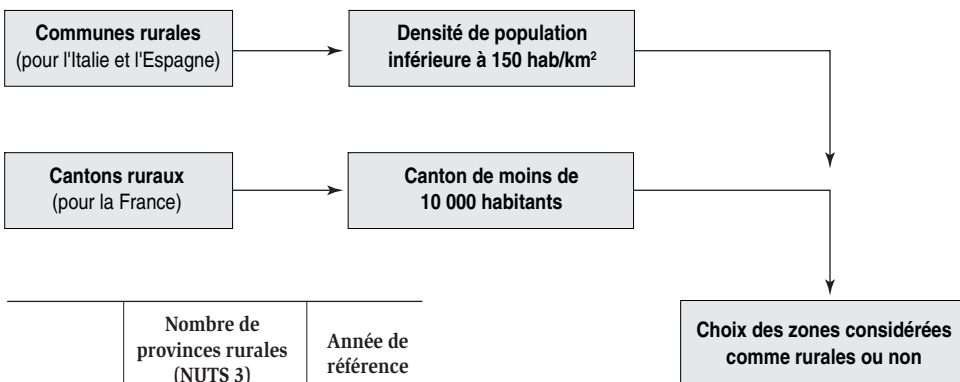 Communes rurales
(pour l'Italie et l'Espagne)
Densité de population
inférieure à 150 hab/km²
Cantons ruraux
(pour la France)
Canton de moins de
10 000 habitants
Nombre de
provinces rurales
(NUTS 3)
Année de
référence
Choix des zones considérées
comme rurales ou non